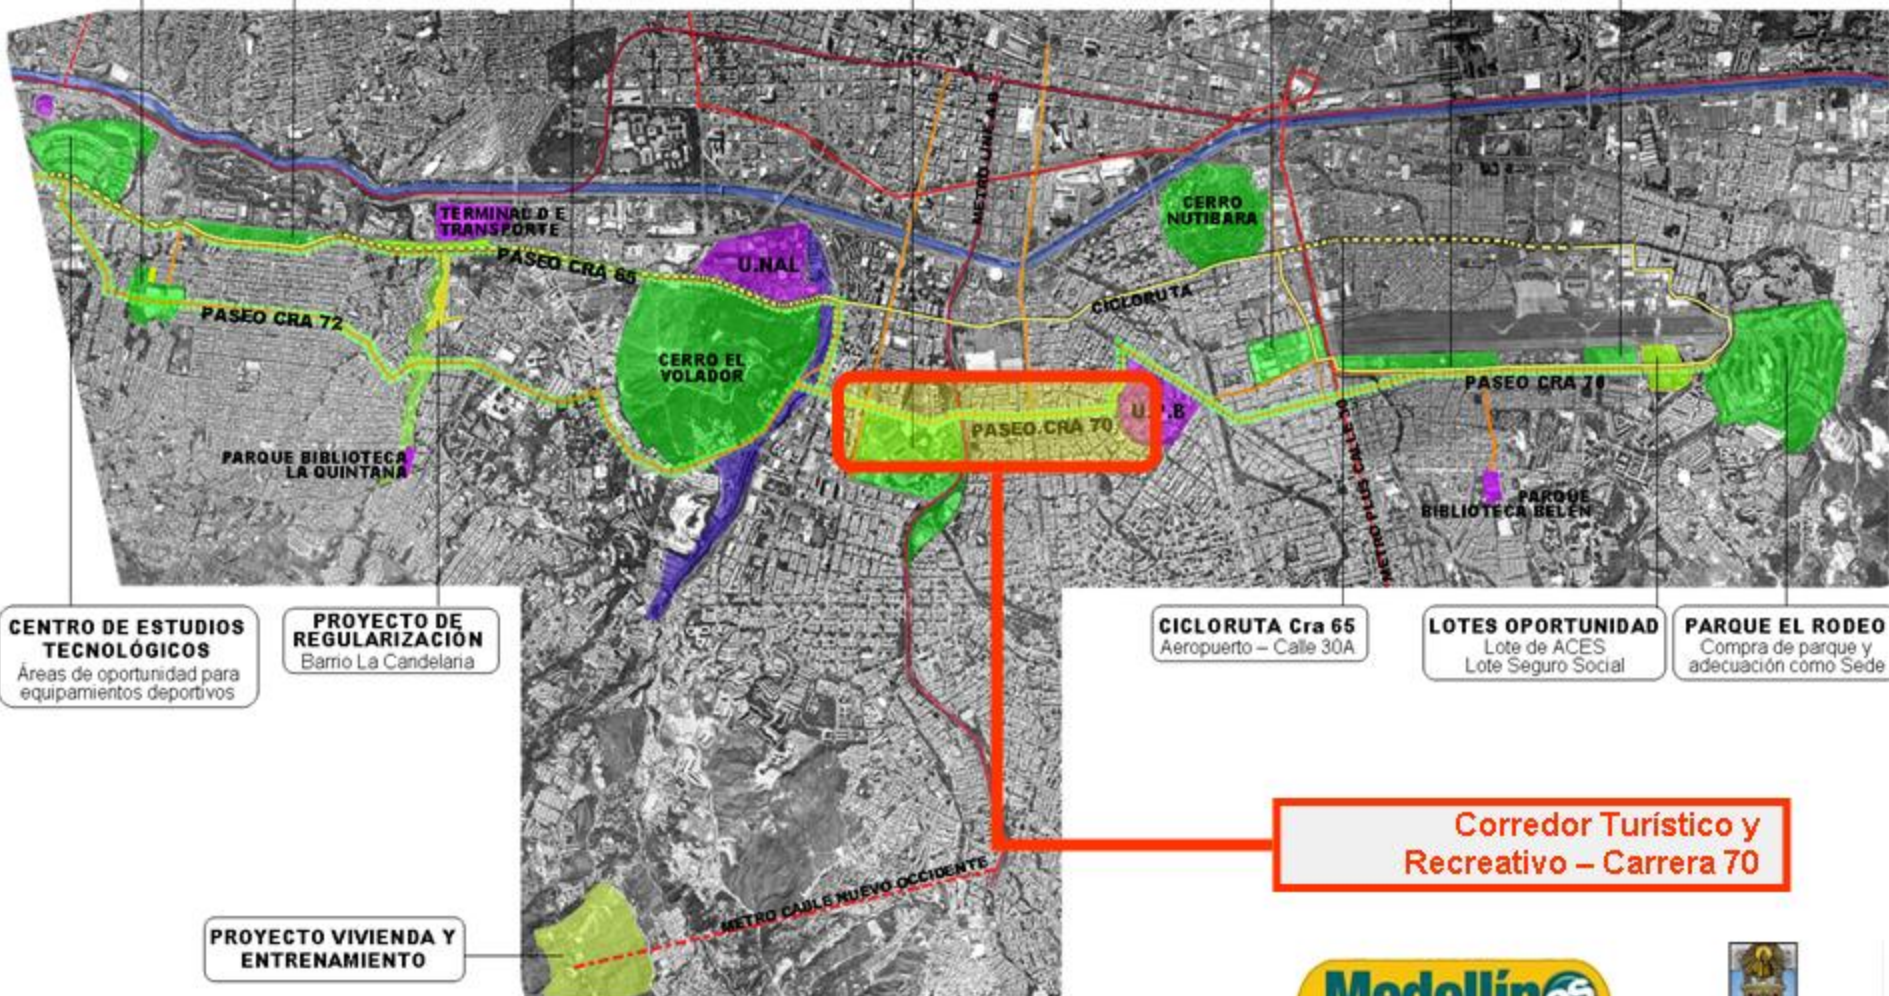 METRO LINEA B
CERRO
NUTIBARA
TERMINAL D E
TRANSPORTE
U.NAL
PASEO CRA 65
CICLORUTA
PASEO CRA 72
CERRO EL
VOLADOR
PASEO CRA 70
U.P.B
PASEO CRA 70
METRO PLUS CALLE 30
PARQUE BIBLIOTECA
LA QUINTANA
PARQUE
BIBLIOTECA BELÉN
CENTRO DE ESTUDIOS
TECNOLÓGICOS
Áreas de oportunidad para
equipamientos deportivos
PROYECTO DE
REGULARIZACIÓN
Barrio La Candelaria
CICLORUTA Cra 65
Aeropuerto – Calle 30A
LOTES OPORTUNIDAD
Lote de ACES
Lote Seguro Social
PARQUE EL RODEO
Compra de parque y
adecuación como Sede
Corredor Turístico y
Recreativo – Carrera 70
METRO CABLE NUEVO OCCIDENTE
PROYECTO VIVIENDA Y
ENTRENAMIENTO
Medellín